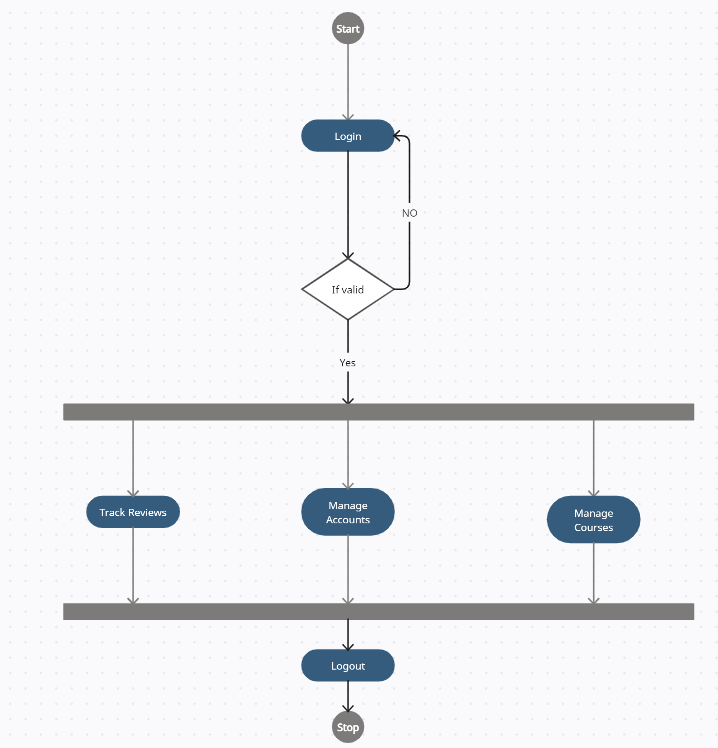 Start
Login
NO
If valid
Yes
Track Reviews
Manage
Accounts
Manage
Courses
Logout
Stop